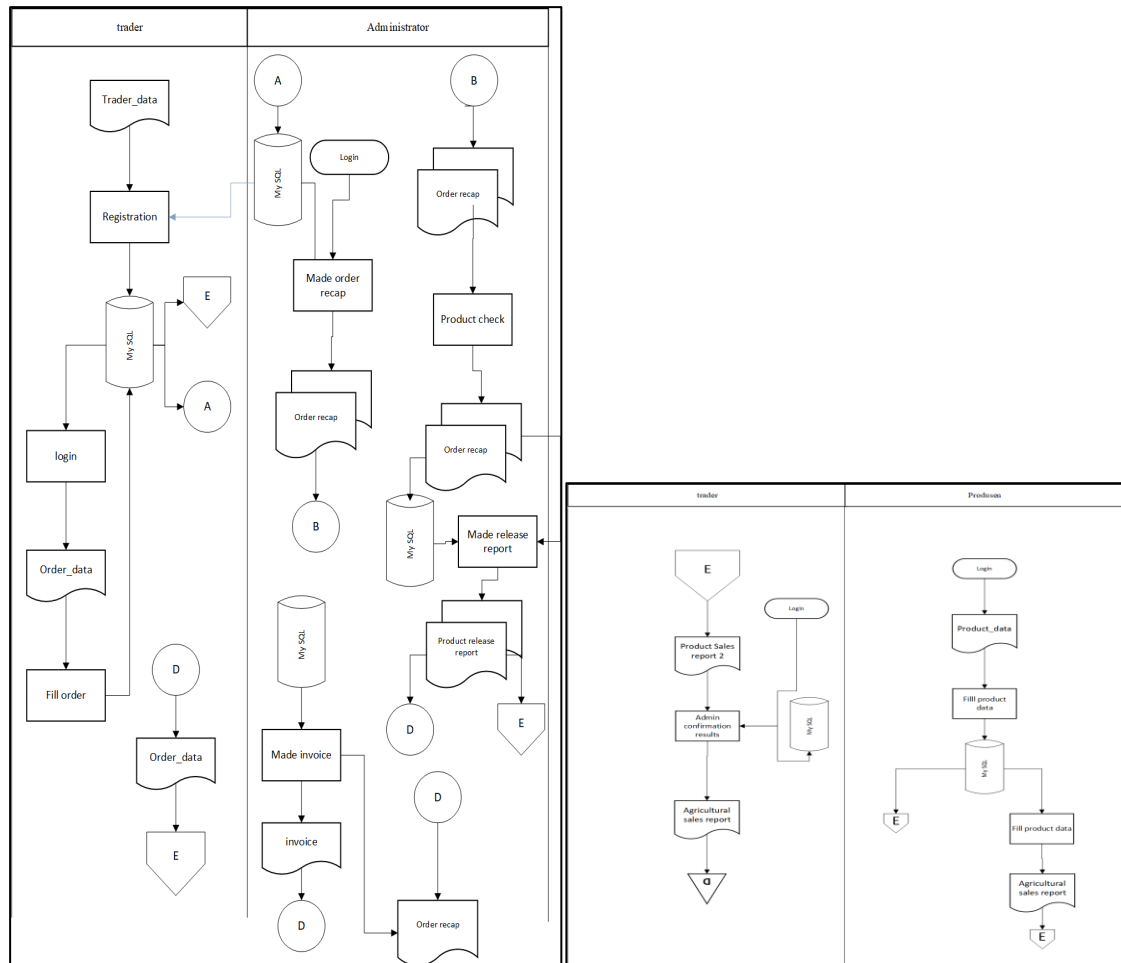 trader
Administrator
Trader_data
Registration
My SQL
E
A
login
Order_data
Fill order
D
Order_data
E
A
My SQL
Login
Made order
recap
Order recap
B
My SQL
Made invoice
invoice
D
B
Order recap
Product check
Order recap
My SQL
Made release
report
Product release
report
D
E
D
Order recap
trader
Produsen
E
Login
Product Sales
report 2
Admin
confirmation
results
My SQL
Agricultural
sales report
a
Login
Product_data
Filll product
data
My SQL
E
Fill product data
Agricultural
sales report
E